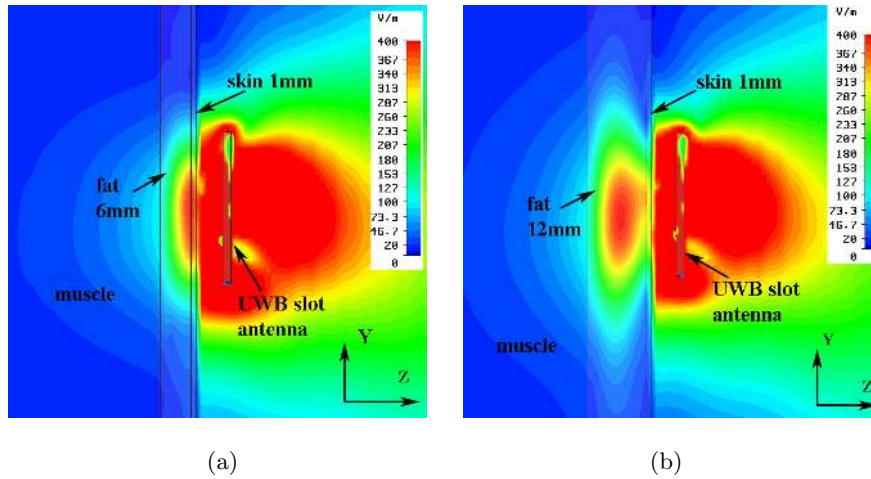 V/m
400
367
340
313
287
260
233
207
180
153
127
100
73.3
46.7
20
0
skin 1mm
fat
6mm
muscle
UWB slot
antenna
Y
Z
(a)
V/m
400
367
340
313
287
260
233
207
180
153
127
100
73.3
46.7
20
0
skin 1mm
fat
12mm
muscle
UWB slot
antenna
Y
Z
(b)